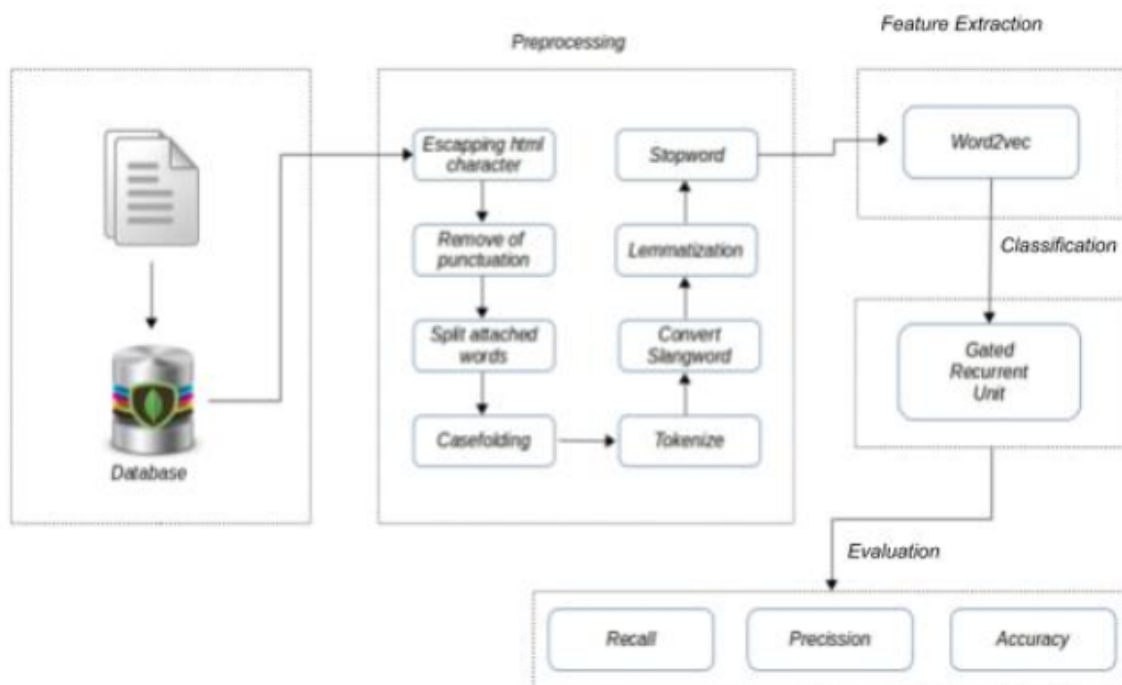 Feature Extraction
Preprocessing
Escapping html
character
Remove of
punctuation
Split attached
words
Casefolding
Tokenize
Convert
Slangword
Lemmatization
Stopword
Word2vec
Classification
Gated
Recurrent
Unit
Database
Evaluation
Recall
Precission
Accuracy